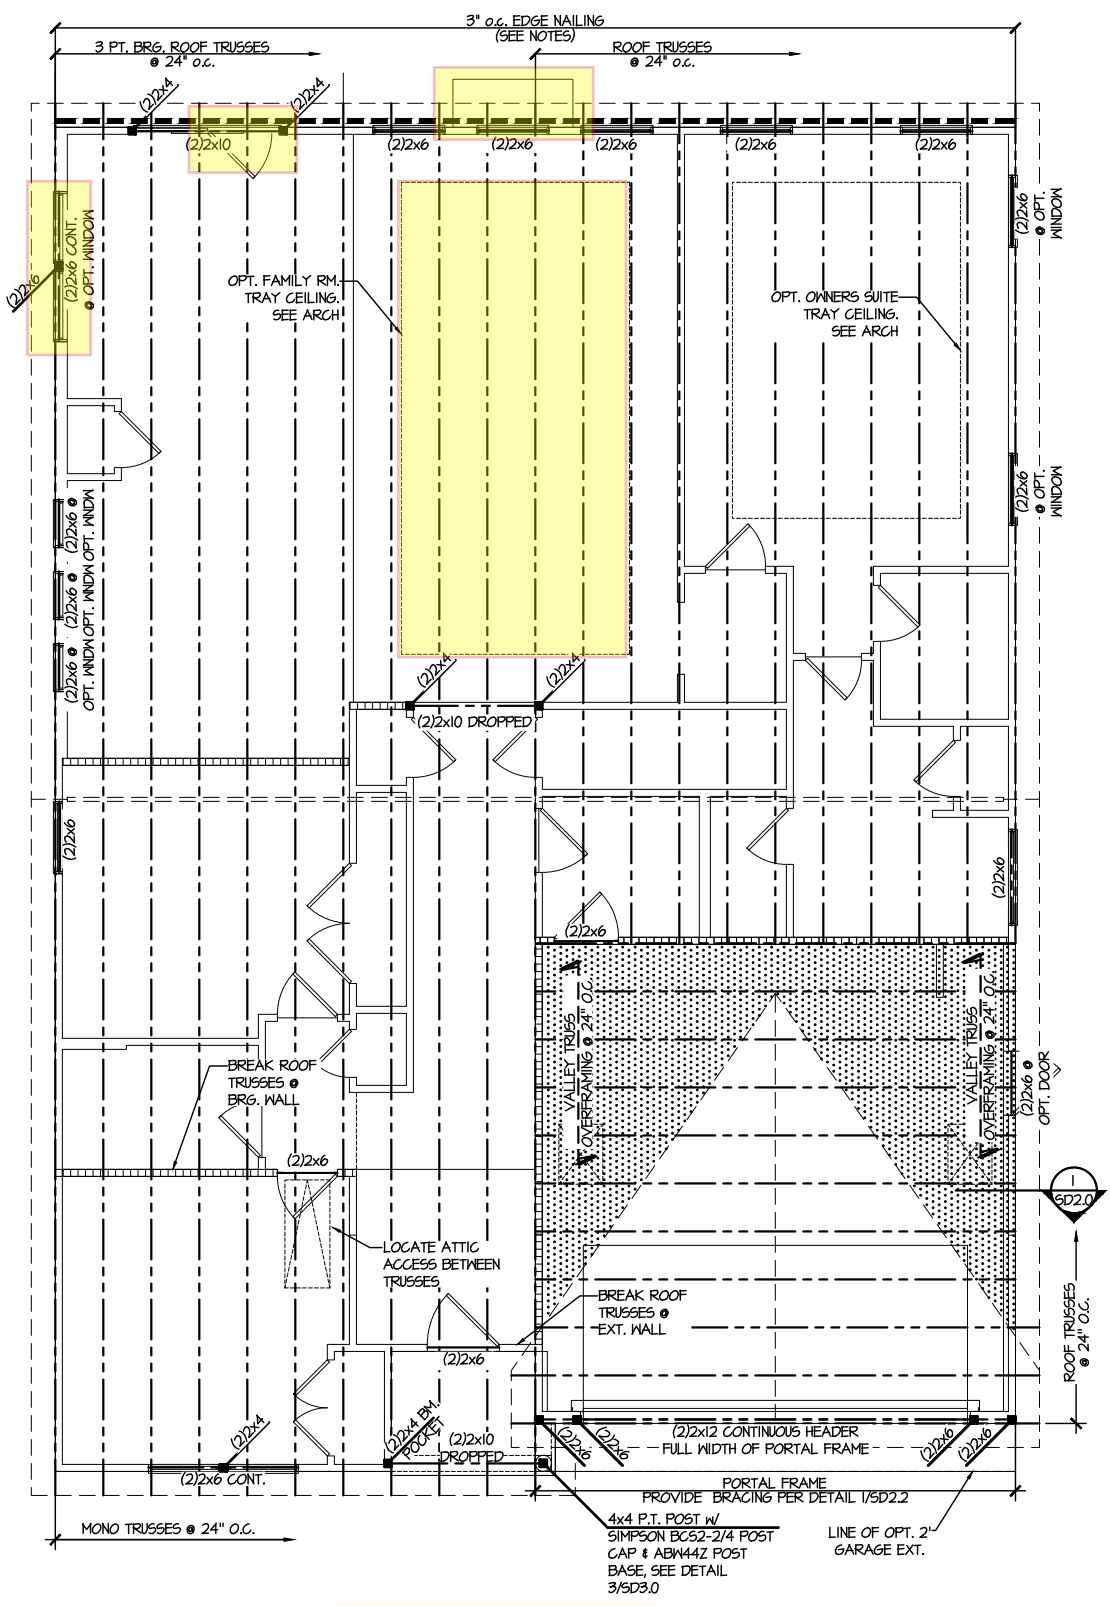 3" o.c. EDGE NAILING
(SEE NOTES)
3 PT. BRG. ROOF TRUSSES
@ 24" o.c.
ROOF TRUSSES
@ 24" o.c.
(2)2x4
(2)2x4
(2)2x10
(2)2x6
(2)2x6
(2)2x6
(2)2x6
(2)2x6
(2)2x6 CONT.
@ OPT. WINDOW
(2)2x6
(2)2x6
@ OPT.
WINDOW
OPT. FAMILY RM.
TRAY CEILING.
SEE ARCH
OPT. OWNERS SUITE
TRAY CEILING.
SEE ARCH
(2)2x6
@ OPT.
WINDOW
(2)2x6 @
OPT. WNDW
(2)2x6 @
OPT. WNDW
(2)2x6 @
OPT. WNDW
(2)2x4
(2)2x4
(2)2x10 DROPPED
(2)2x6
(2)2x6
(2)2x6
VALLEY TRUSS
OVERFRAMING @ 24" O.C.
VALLEY TRUSS
OVERFRAMING @ 24" O.C.
(2)2x6 @
OPT. DOOR
BREAK ROOF
TRUSSES @
BRG. WALL
(2)2x6
1
SD2.0
LOCATE ATTIC
ACCESS BETWEEN
TRUSSES
BREAK ROOF
TRUSSES @
EXT. WALL
ROOF TRUSSES
@ 24" O.C.
(2)2x6
(2)2x4
(2)2x6 CONT.
(2)2x4 BM.
POCKET
(2)2x10
DROPPED
(2)2x6
(2)2x6
(2)2x12 CONTINUOUS HEADER
FULL WIDTH OF PORTAL FRAME
(2)2x6
(2)2x6
PORTAL FRAME
PROVIDE BRACING PER DETAIL 1/SD2.2
MONO TRUSSES @ 24" O.C.
4x4 P.T. POST W/
SIMPSON BCS2-2/4 POST
CAP & ABW44Z POST
BASE, SEE DETAIL
3/SD3.0
LINE OF OPT. 2'
GARAGE EXT.